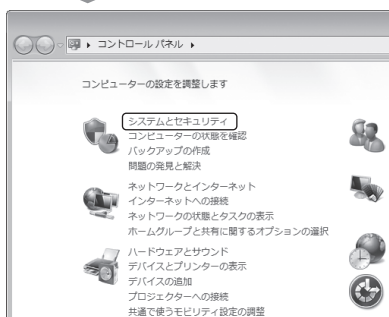 コントロール パネル
コンピューターの設定を調整します
システムとセキュリティ
コンピューターの状態を確認
バックアップの作成
問題の発見と解決
ネットワークとインターネット
インターネットへの接続
ネットワークの状態とタスクの表示
ホームグループと共有に関するオプションの選択
ハードウェアとサウンド
デバイスとプリンターの表示
デバイスの追加
プロジェクターへの接続
共通で使うモビリティ設定の調整